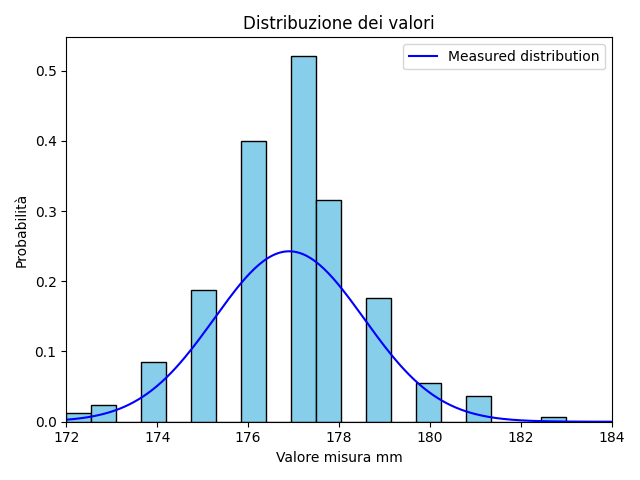 Distribuzione dei valori
Measured distribution
Probabilità
0.5
0.4
0.3
0.2
0.1
0.0
172 174 176 178 180 182 184
Valore misura mm